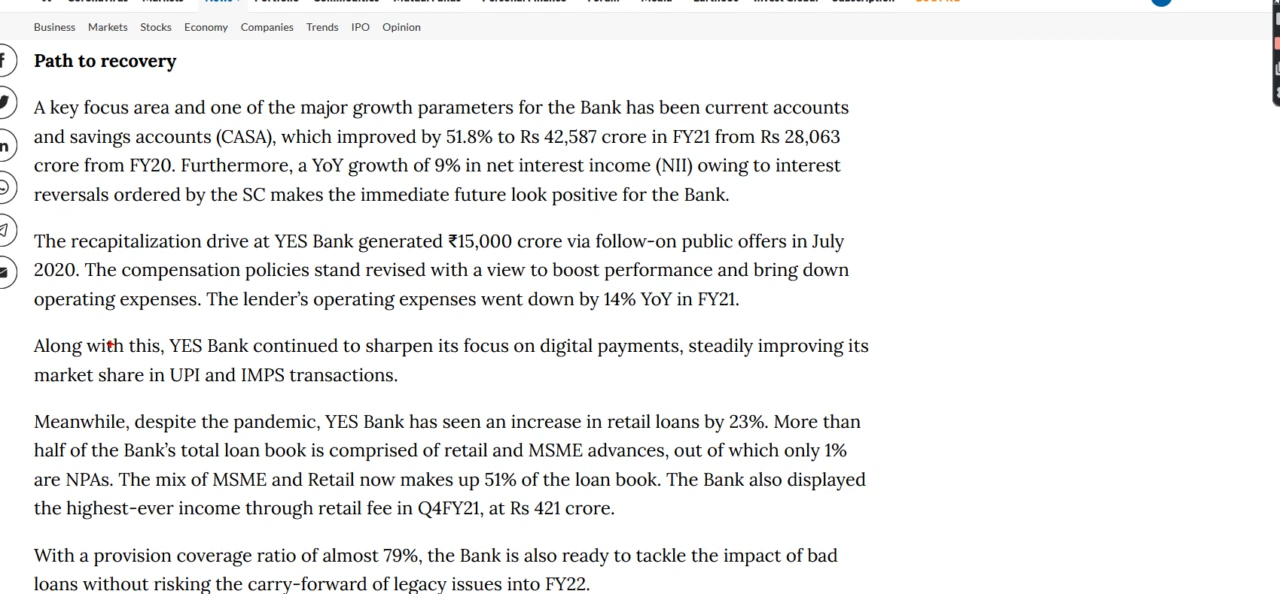 Business Markets Stocks Economy Companies Trends IPO Opinion
Path to recovery
A key focus area and one of the major growth parameters for the Bank has been current accounts
and savings accounts (CASA), which improved by 51.8% to Rs 42,587 crore in FY21 from Rs 28,063
crore from FY20. Furthermore, a YoY growth of 9% in net interest income (NII) owing to interest
reversals ordered by the SC makes the immediate future look positive for the Bank.
The recapitalization drive at YES Bank generated ₹15,000 crore via follow-on public offers in July
2020. The compensation policies stand revised with a view to boost performance and bring down
operating expenses. The lender’s operating expenses went down by 14% YoY in FY21.
Along with this, YES Bank continued to sharpen its focus on digital payments, steadily improving its
market share in UPI and IMPS transactions.
Meanwhile, despite the pandemic, YES Bank has seen an increase in retail loans by 23%. More than
half of the Bank’s total loan book is comprised of retail and MSME advances, out of which only 1%
are NPAs. The mix of MSME and Retail now makes up 51% of the loan book. The Bank also displayed
the highest-ever income through retail fee in Q4FY21, at Rs 421 crore.
With a provision coverage ratio of almost 79%, the Bank is also ready to tackle the impact of bad
loans without risking the carry-forward of legacy issues into FY22.